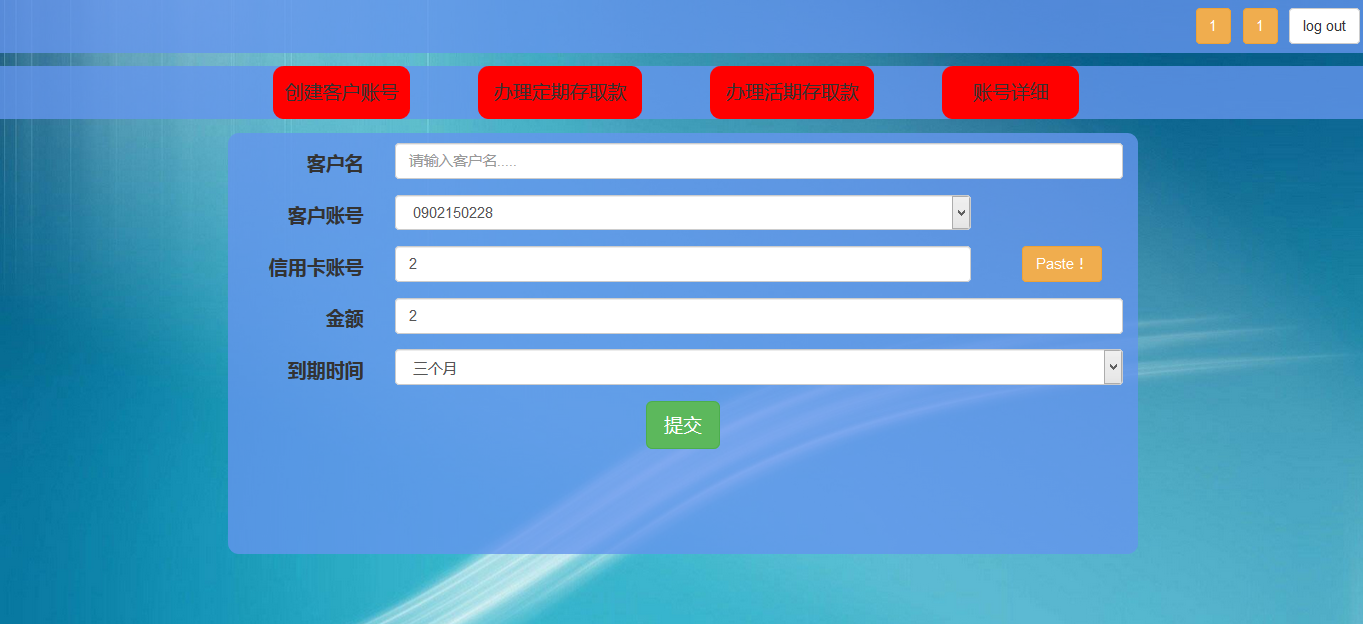 1 1 log out
创建客户账号 办理定期存取款 办理活期存取款 账号详细
客户名 请输入客户名.....
客户账号 0902150228
信用卡账号 2 Paste！
金额 2
到期时间 三个月
提交